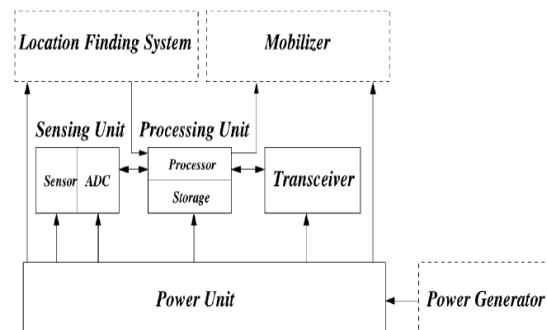 Location Finding System
Mobilizer
Sensing Unit
Processing Unit
Sensor
ADC
Processor
Storage
Transceiver
Power Unit
Power Generator